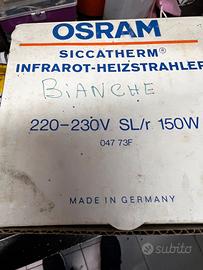 OSRAM
SICCATHERM®
INFRAROT-HEIZSTRAHLER
BIANCHE
220-230V SL/r 150W
047 73F
MADE IN GERMANY
subito